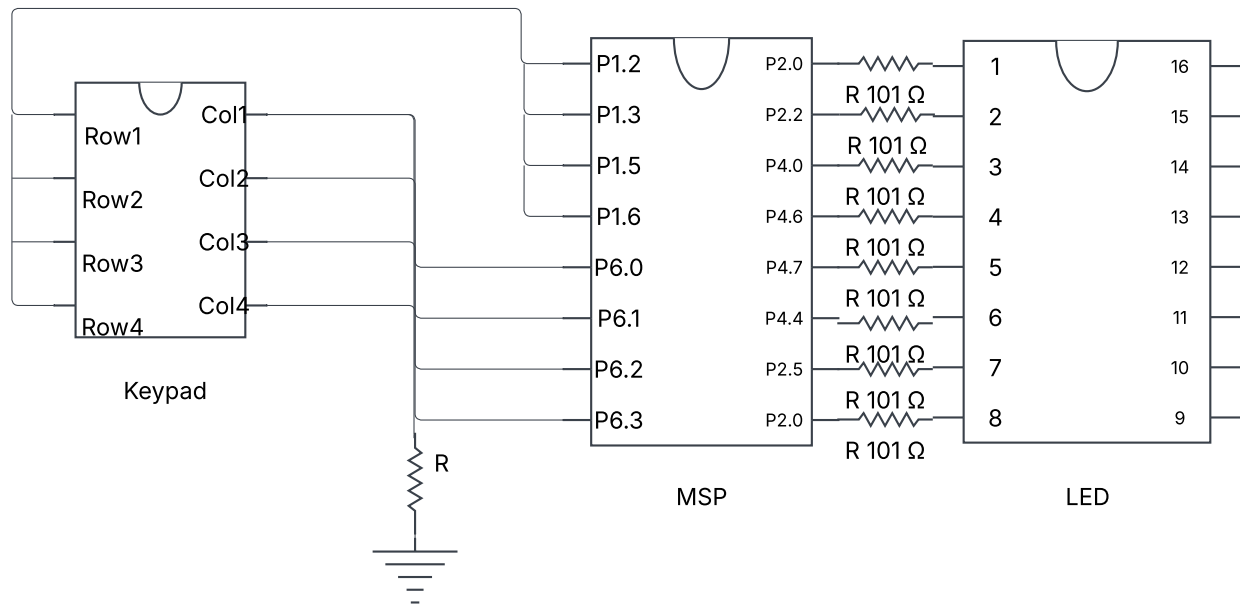 P1.2
P2.0
1
16
R 101 Ω
Row1
Col1
P1.3
P2.2
2
15
R 101 Ω
Row2
Col2
P1.5
P4.0
3
14
R 101 Ω
P1.6
P4.6
4
13
R 101 Ω
Row3
Col3
P6.0
P4.7
5
12
R 101 Ω
Row4
Col4
P6.1
P4.4
6
11
R 101 Ω
P6.2
P2.5
7
10
R 101 Ω
P6.3
P2.0
8
9
R 101 Ω
Keypad
R
MSP
LED